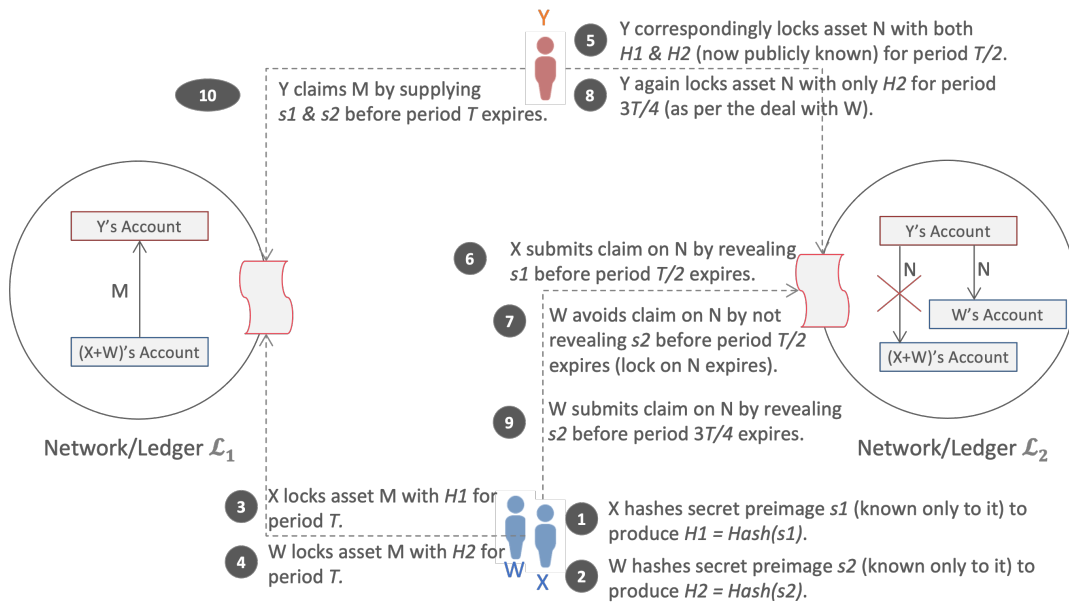 Y
5
Y correspondingly locks asset N with both
H1 & H2 (now publicly known) for period T/2.
8
Y again locks asset N with only H2 for period
3T/4 (as per the deal with W).
10
Y claims M by supplying
s1 & s2 before period T expires.
Y's Account
M
(X+W)'s Account
Network/Ledger ℒ1
6
X submits claim on N by revealing
s1 before period T/2 expires.
7
W avoids claim on N by not
revealing s2 before period T/2
expires (lock on N expires).
9
W submits claim on N by revealing
s2 before period 3T/4 expires.
Y's Account
N
N
W's Account
(X+W)'s Account
Network/Ledger ℒ2
3
X locks asset M with H1 for
period T.
4
W locks asset M with H2 for
period T.
W
X
1
X hashes secret preimage s1 (known only to it) to
produce H1 = Hash(s1).
2
W hashes secret preimage s2 (known only to it) to
produce H2 = Hash(s2).